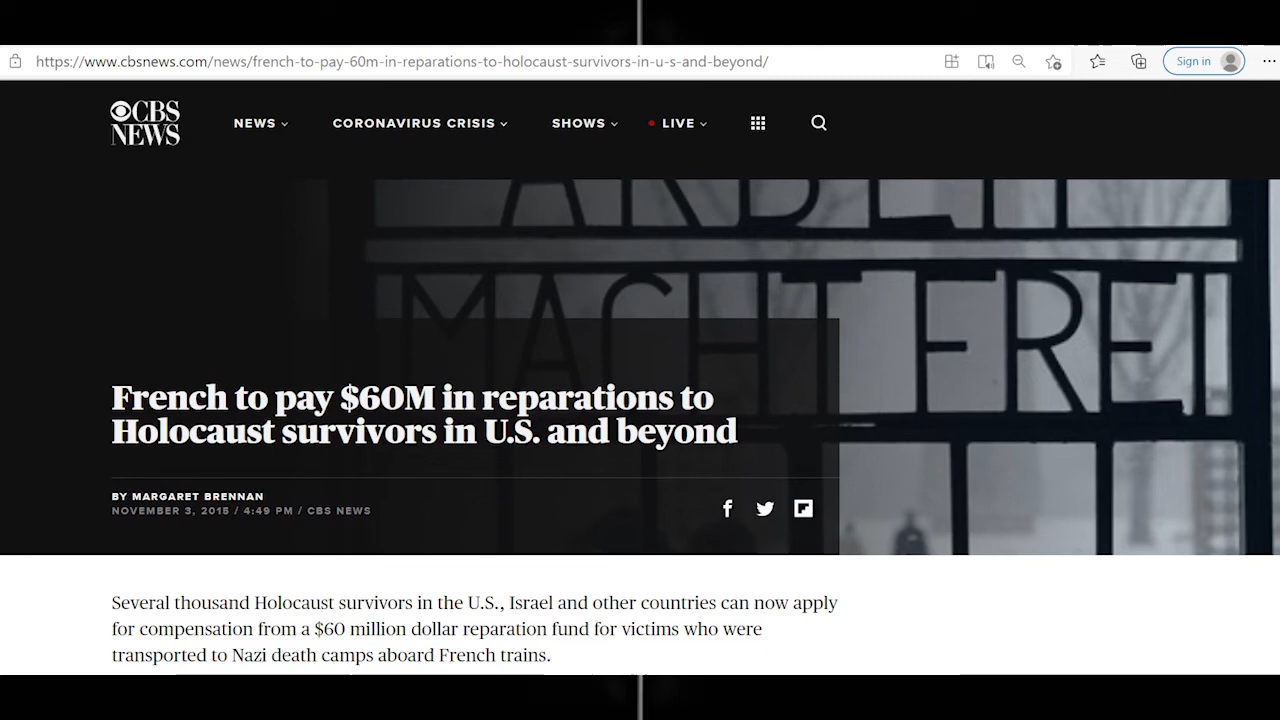 https://www.cbsnews.com/news/french-to-pay-60m-in-reparations-to-holocaust-survivors-in-u-s-and-beyond/
Sign in
CBS NEWS
NEWS
CORONAVIRUS CRISIS
SHOWS
LIVE
ARBEIT
MACHT FREI
French to pay $60M in reparations to
Holocaust survivors in U.S. and beyond
BY MARGARET BRENNAN
NOVEMBER 3, 2015 / 4:49 PM / CBS NEWS
Several thousand Holocaust survivors in the U.S., Israel and other countries can now apply
for compensation from a $60 million dollar reparation fund for victims who were
transported to Nazi death camps aboard French trains.